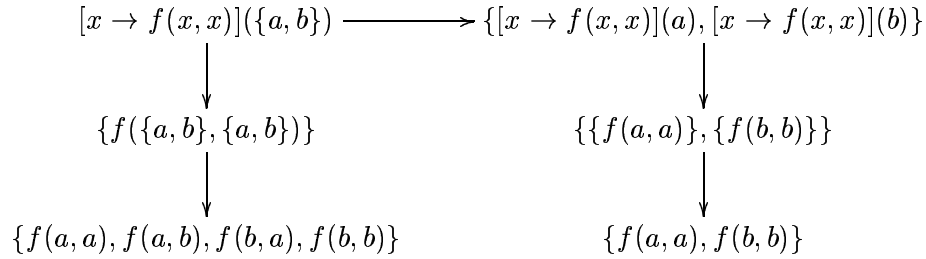 [x → f(x, x)]({a, b}) {[x → f(x, x)](a), [x → f(x, x)](b)}
{f({a, b}, {a, b})} {{f(a, a)}, {f(b, b)}}
{f(a, a), f(a, b), f(b, a), f(b, b)} {f(a, a), f(b, b)}